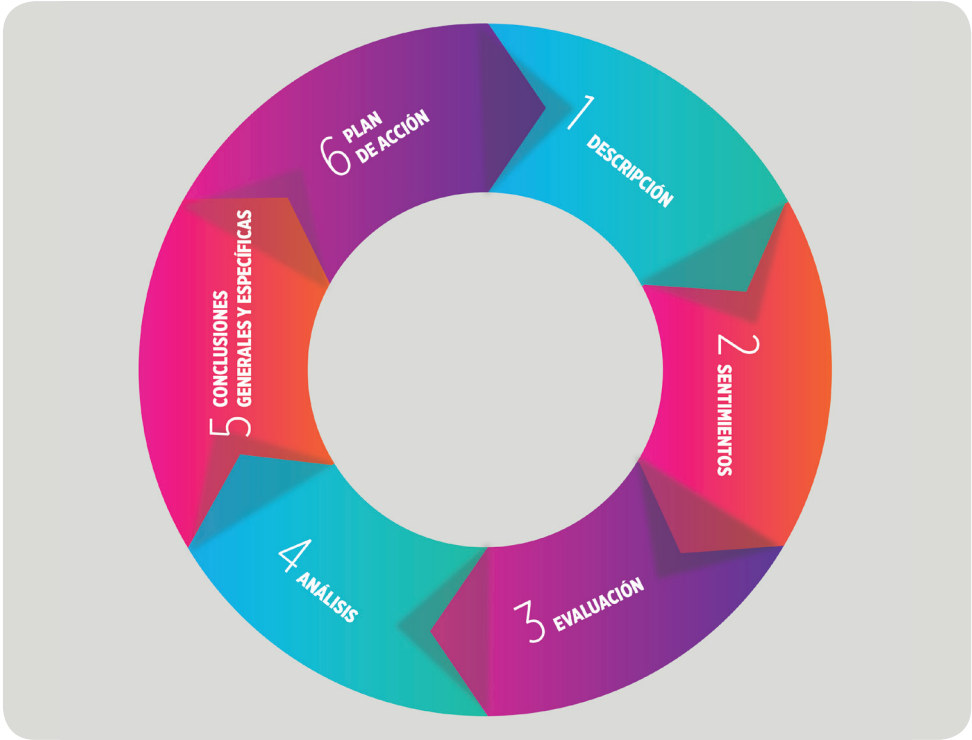 1
DESCRIPCIÓN
2
SENTIMIENTOS
3
EVALUACIÓN
4
ANÁLISIS
5
CONCLUSIONES
GENERALES Y ESPECÍFICAS
6
PLAN
DE ACCIÓN